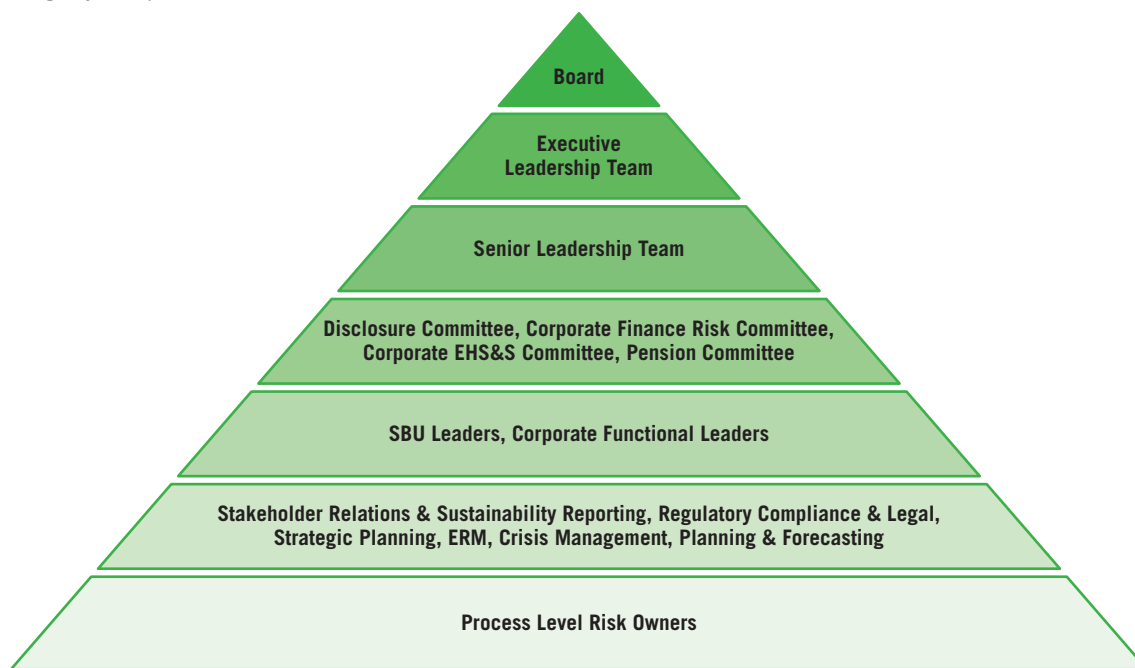 Board
Executive
Leadership Team
Senior Leadership Team
Disclosure Committee, Corporate Finance Risk Committee,
Corporate EHS&S Committee, Pension Committee
SBU Leaders, Corporate Functional Leaders
Stakeholder Relations & Sustainability Reporting, Regulatory Compliance & Legal,
Strategic Planning, ERM, Crisis Management, Planning & Forecasting
Process Level Risk Owners